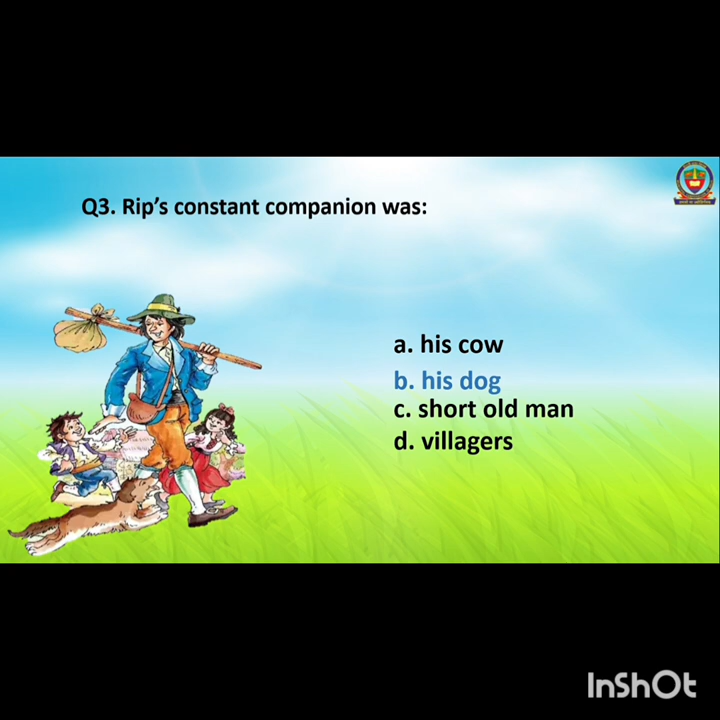 Q3. Rip’s constant companion was:
a. his cow
b. his dog
c. short old man
d. villagers
InShOt